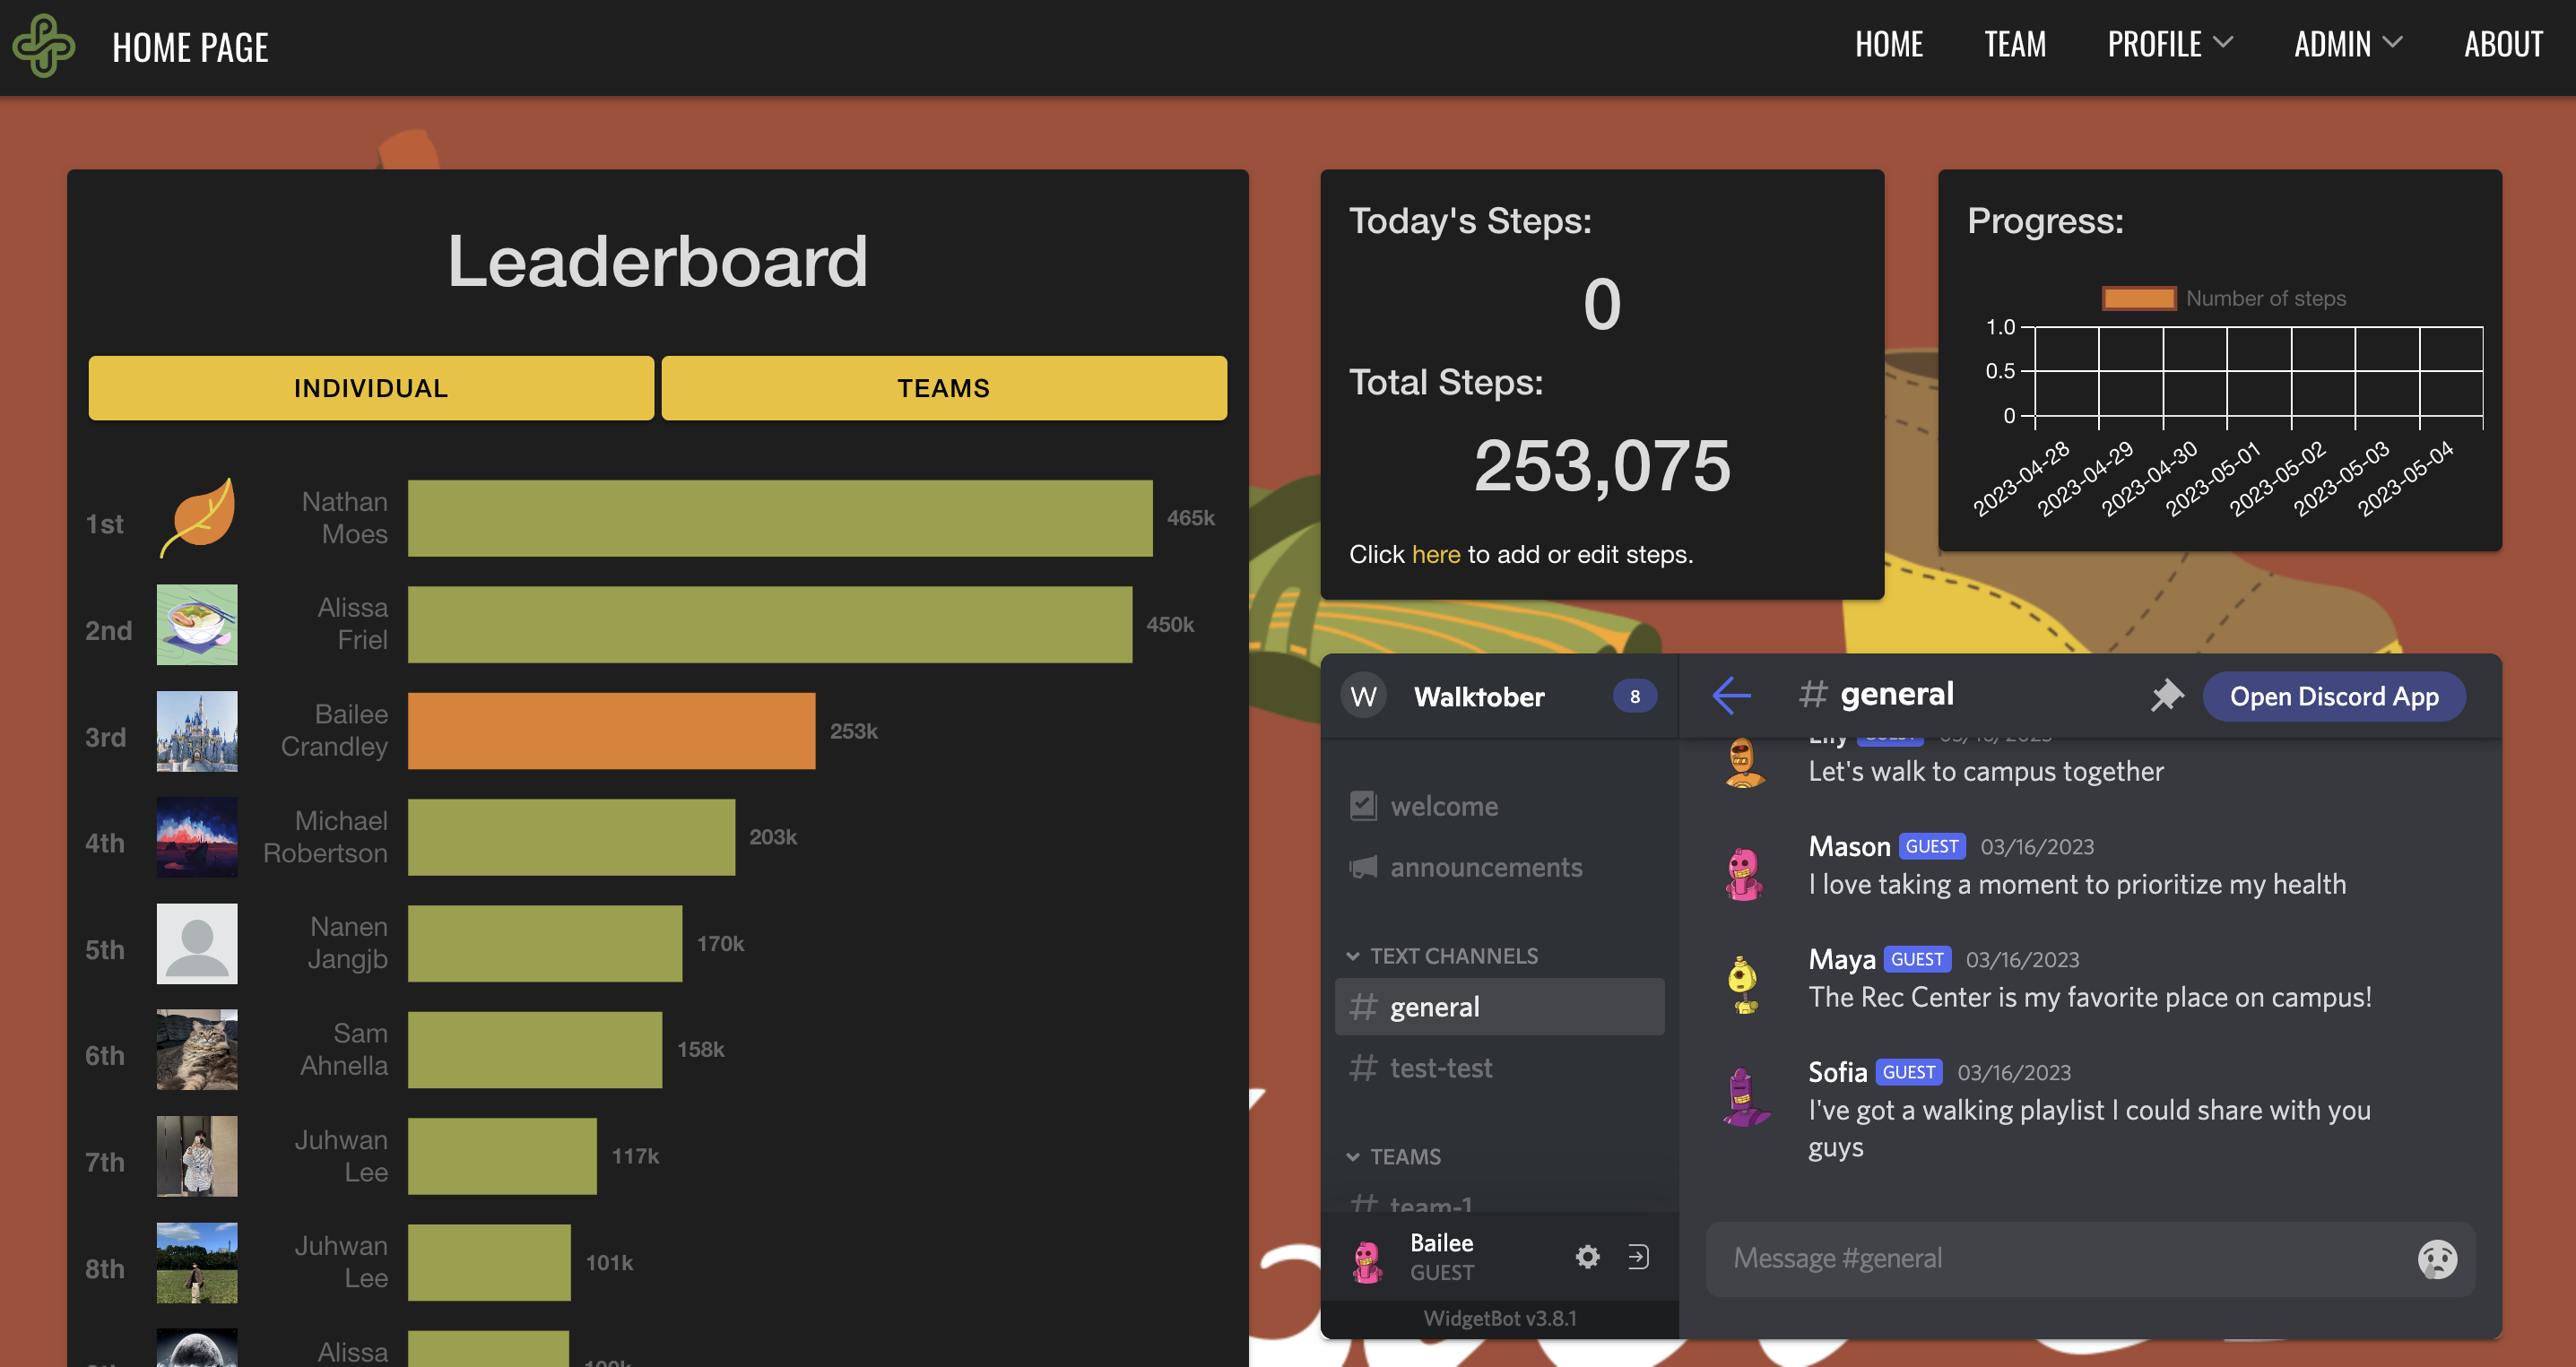 HOME PAGE
HOME
TEAM
PROFILE
ADMIN
ABOUT
Leaderboard
INDIVIDUAL
TEAMS
1st
Nathan
Moes
465k
2nd
Alissa
Friel
450k
3rd
Bailee
Crandley
253k
4th
Michael
Robertson
203k
5th
Nanen
Jangjb
170k
6th
Sam
Ahnella
158k
7th
Juhwan
Lee
117k
8th
Juhwan
Lee
101k
Alissa
Today's Steps:
0
Total Steps:
253,075
Click here to add or edit steps.
Progress:
Number of steps
1.0
0.5
0
2023-04-28
2023-04-29
2023-04-30
2023-05-01
2023-05-02
2023-05-03
2023-05-04
W
Walktober
8
welcome
announcements
TEXT CHANNELS
# general
# test-test
TEAMS
# team-1
Bailee
GUEST
WidgetBot v3.8.1
# general
Open Discord App
Let's walk to campus together
Mason GUEST 03/16/2023
I love taking a moment to prioritize my health
Maya GUEST 03/16/2023
The Rec Center is my favorite place on campus!
Sofia GUEST 03/16/2023
I've got a walking playlist I could share with you
guys
Message #general